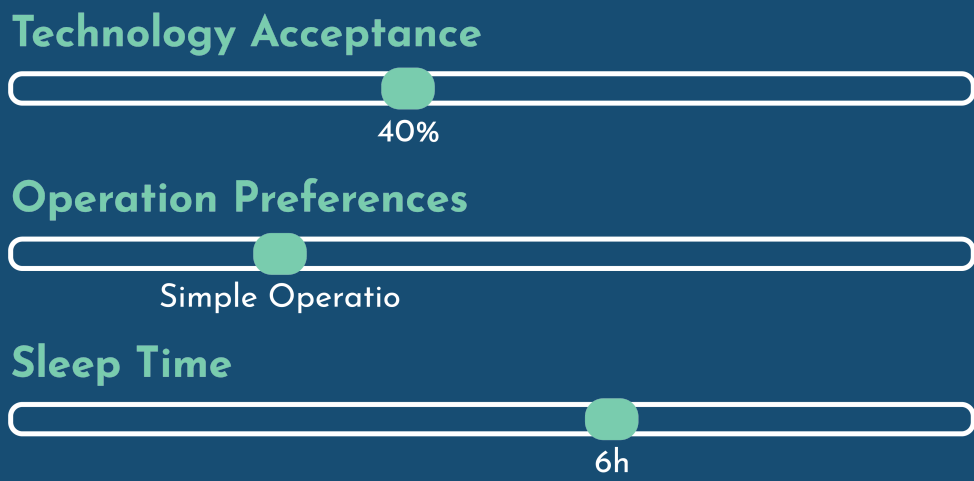 Technology Acceptance
40%
Operation Preferences
Simple Operatio
Sleep Time
6h